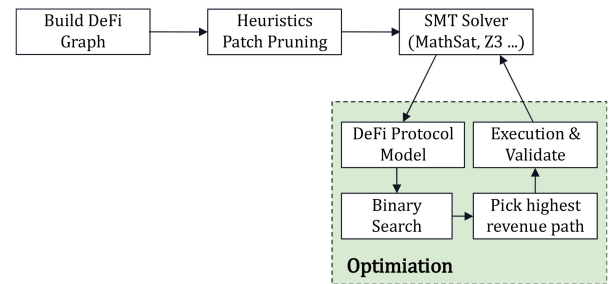 Build DeFi
Graph
Heuristics
Patch Pruning
SMT Solver
(MathSat, Z3 ...)
DeFi Protocol
Model
Execution &
Validate
Binary
Search
Pick highest
revenue path
Optimiation